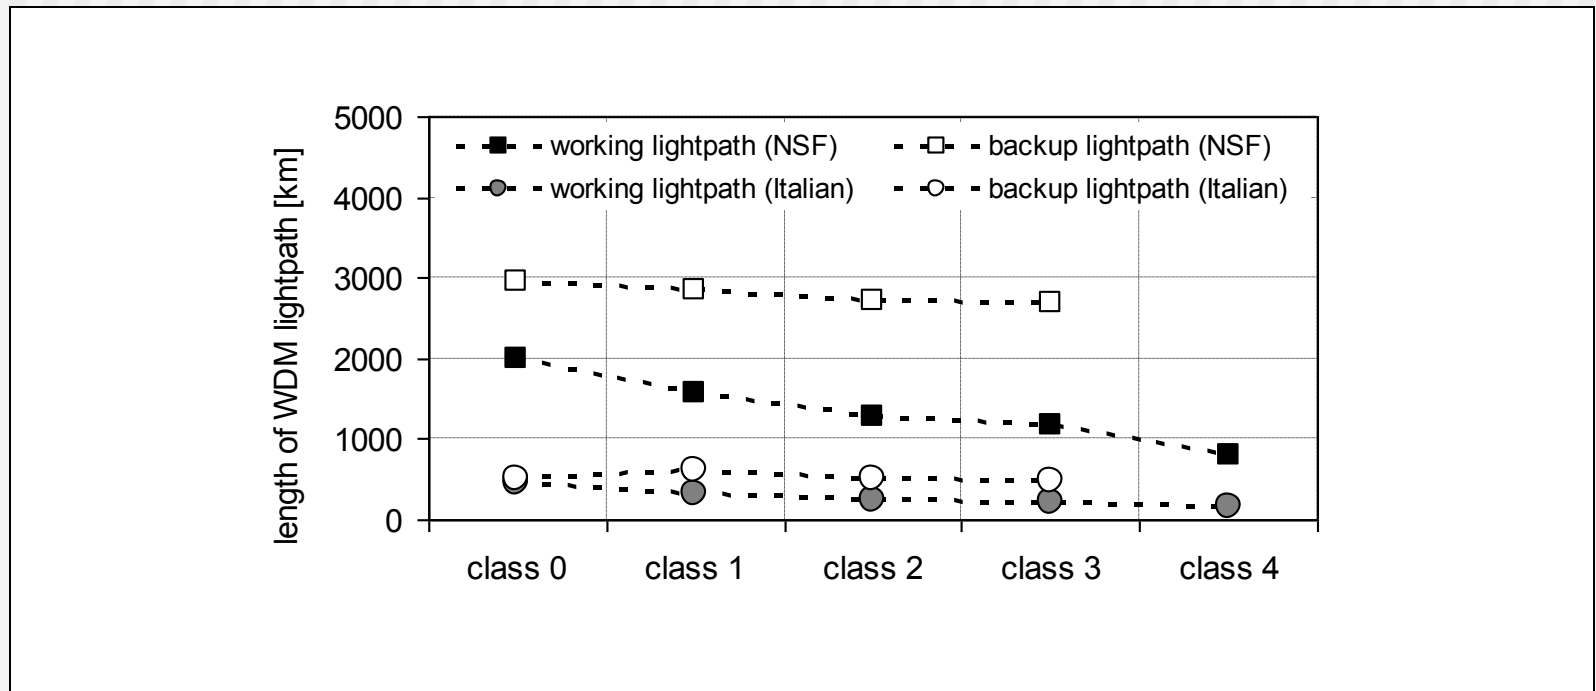 length of WDM lightpath [km]
5000
4000
3000
2000
1000
0
working lightpath (NSF)
backup lightpath (NSF)
working lightpath (Italian)
backup lightpath (Italian)
class 0
class 1
class 2
class 3
class 4